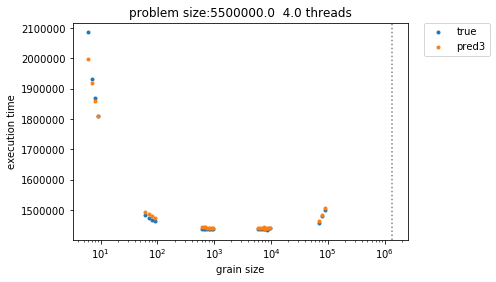 problem size:5500000.0  4.0 threads
2100000
2000000
1900000
1800000
1700000
1600000
1500000
execution time
10^1
10^2
10^3
10^4
10^5
10^6
grain size
true
pred3